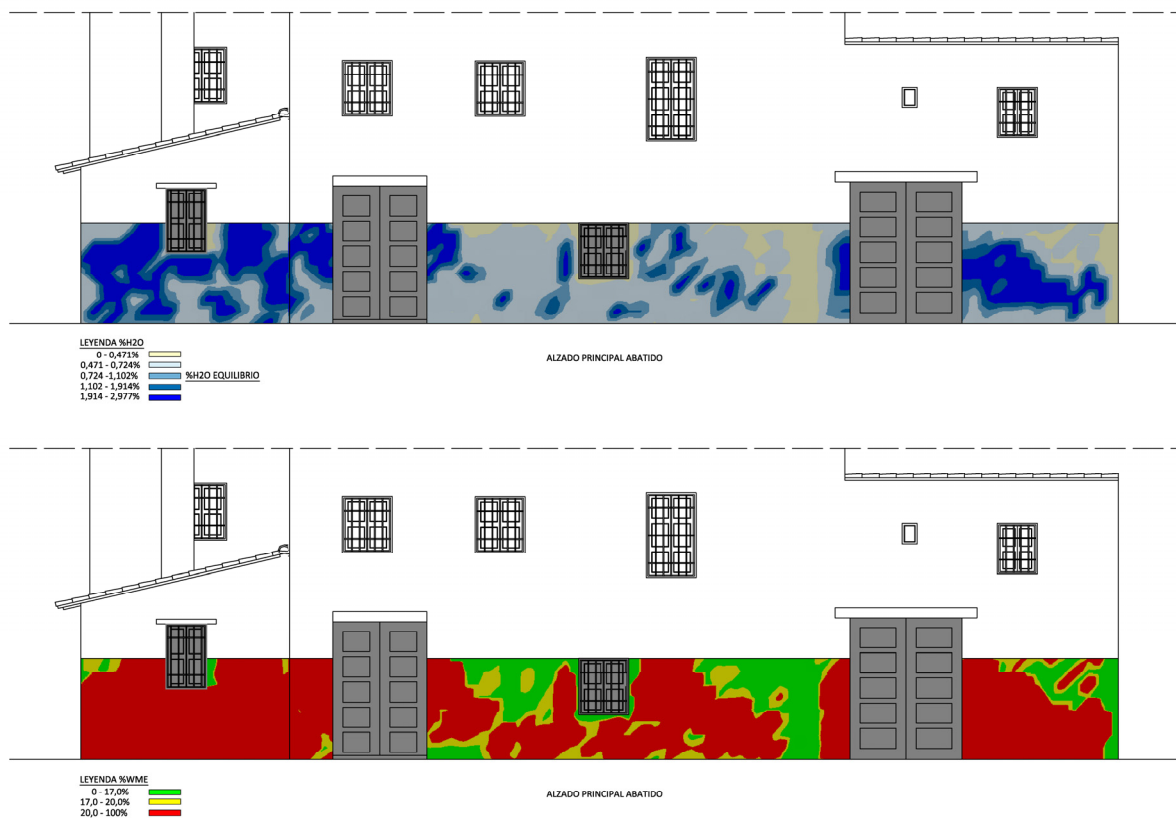 LEYENDA %H2O
0 - 0,471%
0,471 - 0,724%
0,724 -1,102% %H2O EQUILIBRIO
1,102 - 1,914%
1,914 - 2,977%
ALZADO PRINCIPAL ABATIDO
LEYENDA %WME
0 - 17,0%
17,0 - 20,0%
20,0 - 100%
ALZADO PRINCIPAL ABATIDO